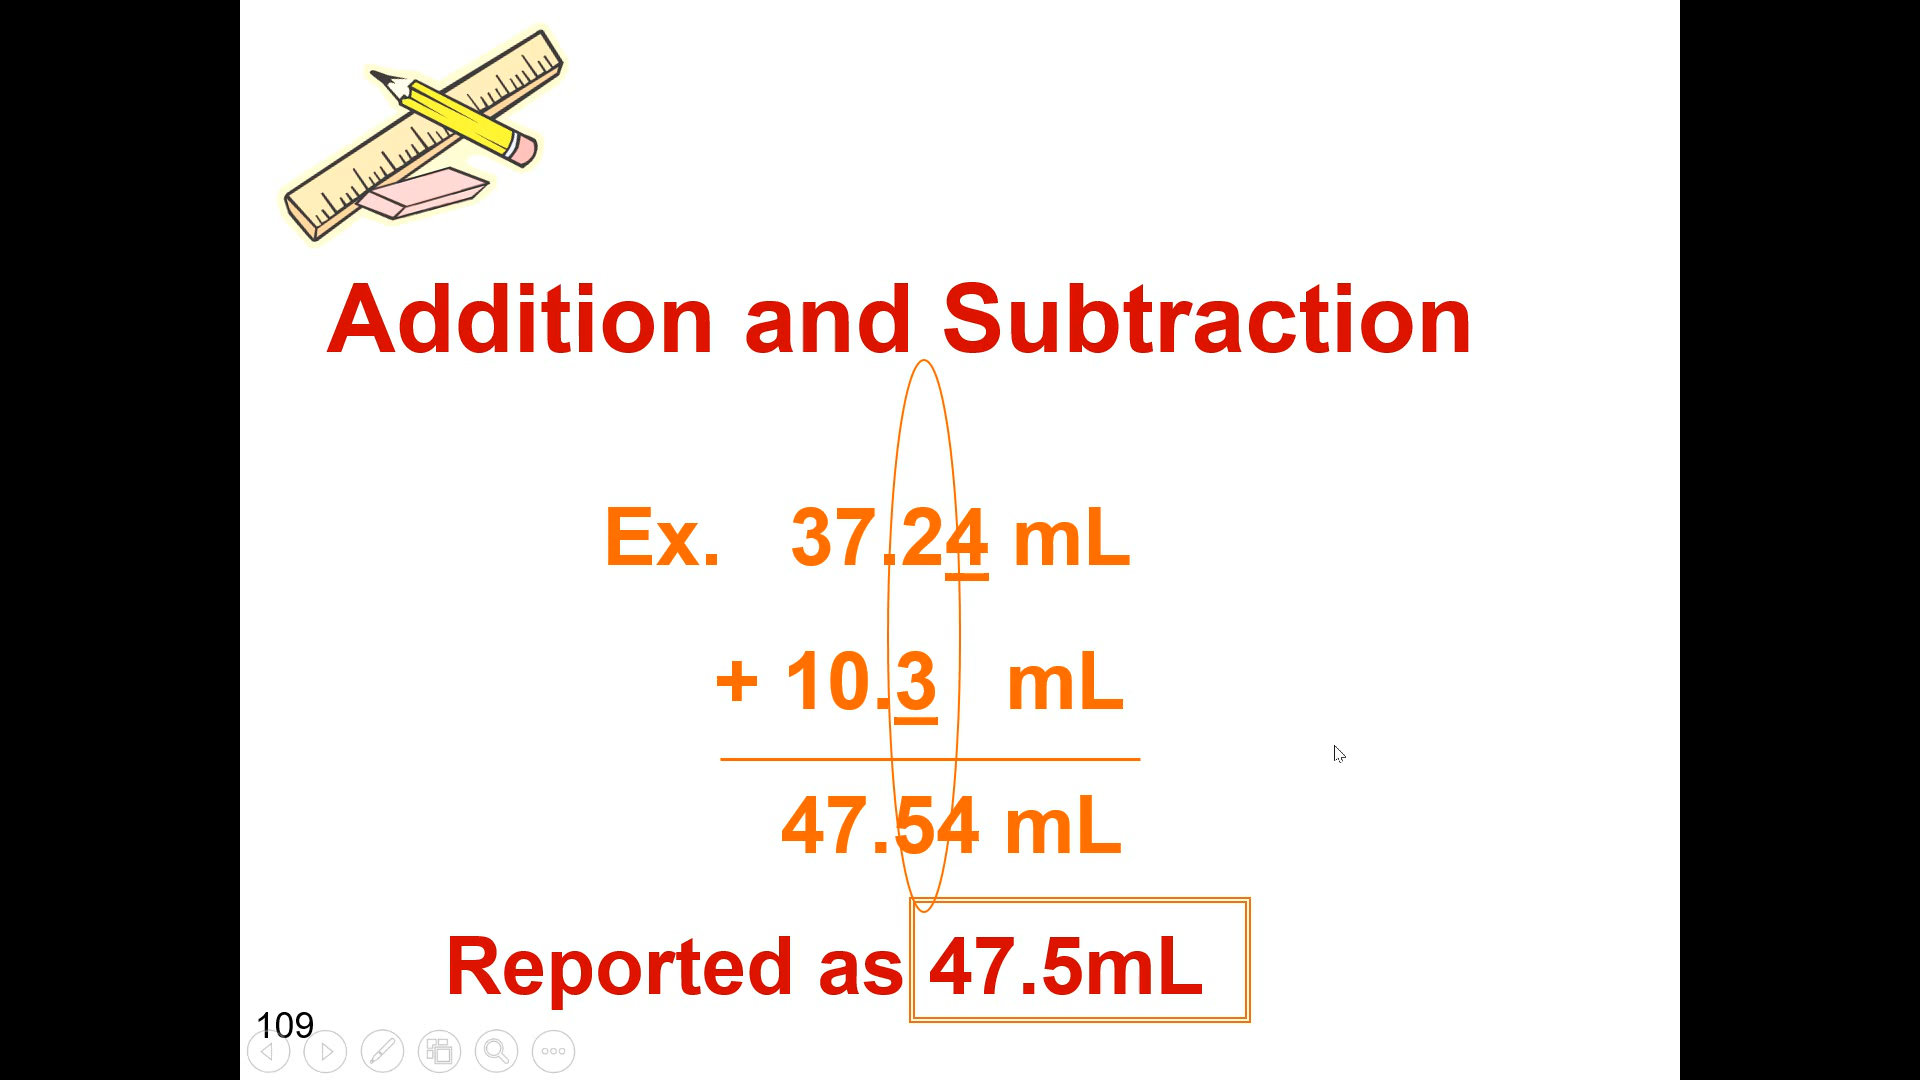 Addition and Subtraction
Ex. 37.24 mL
+ 10.3 mL
47.54 mL
Reported as 47.5mL
109